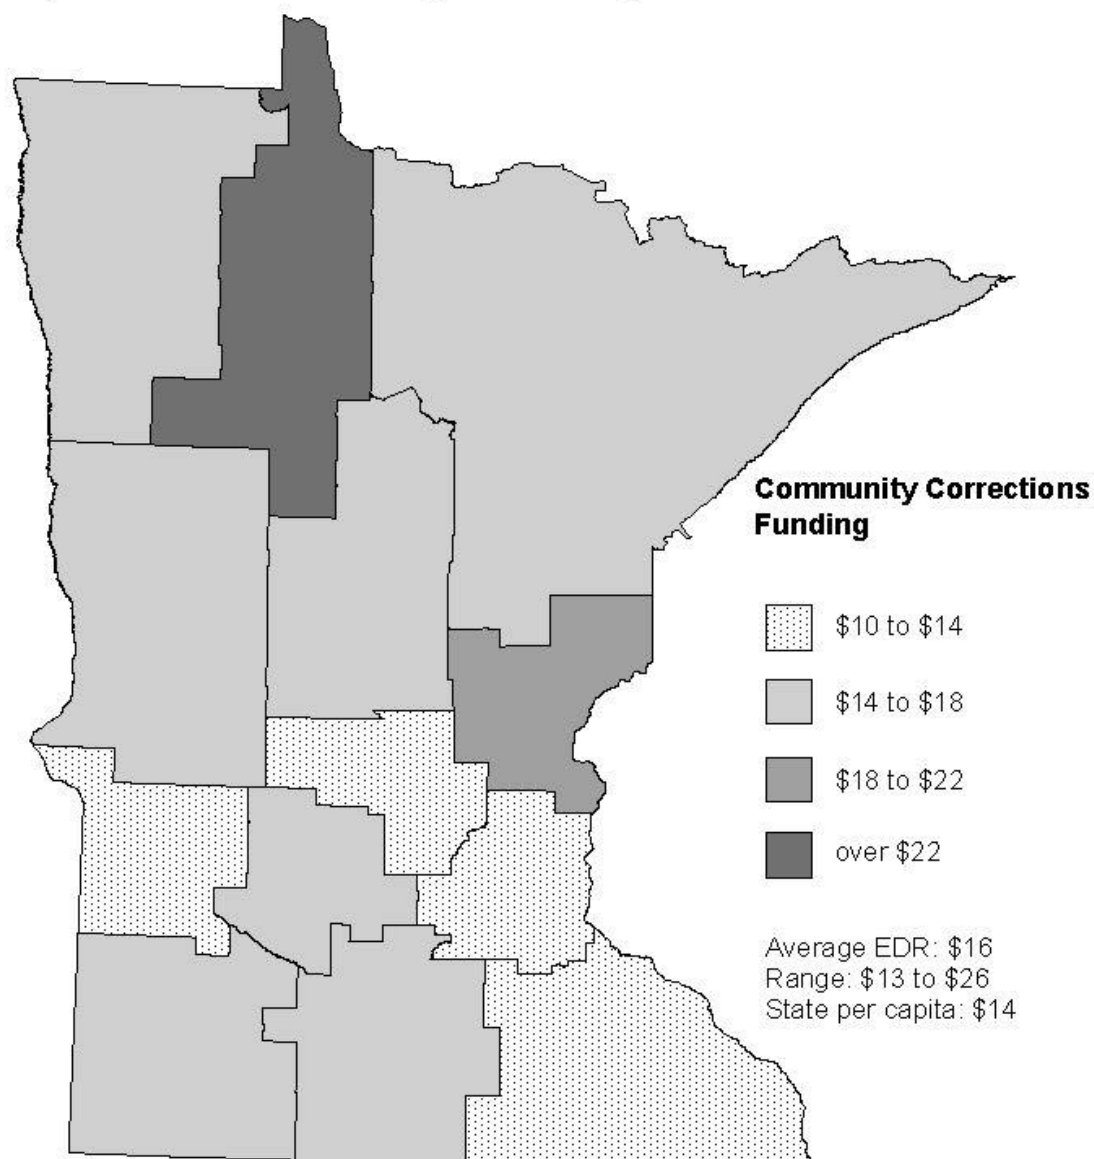 Community Corrections
Funding
$10 to $14
$14 to $18
$18 to $22
over $22
Average EDR: $16
Range: $13 to $26
State per capita: $14